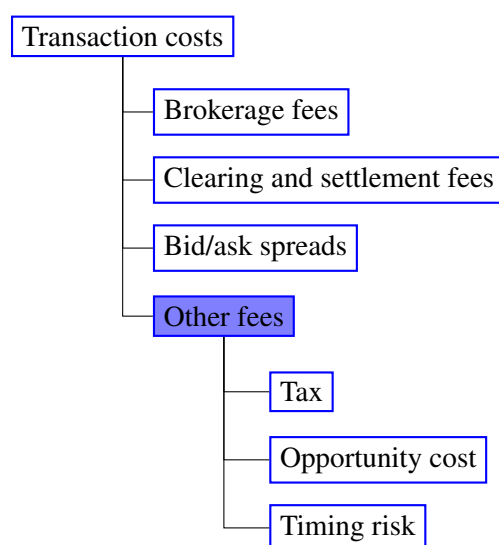 Transaction costs
Brokerage fees
Clearing and settlement fees
Bid/ask spreads
Other fees
Tax
Opportunity cost
Timing risk